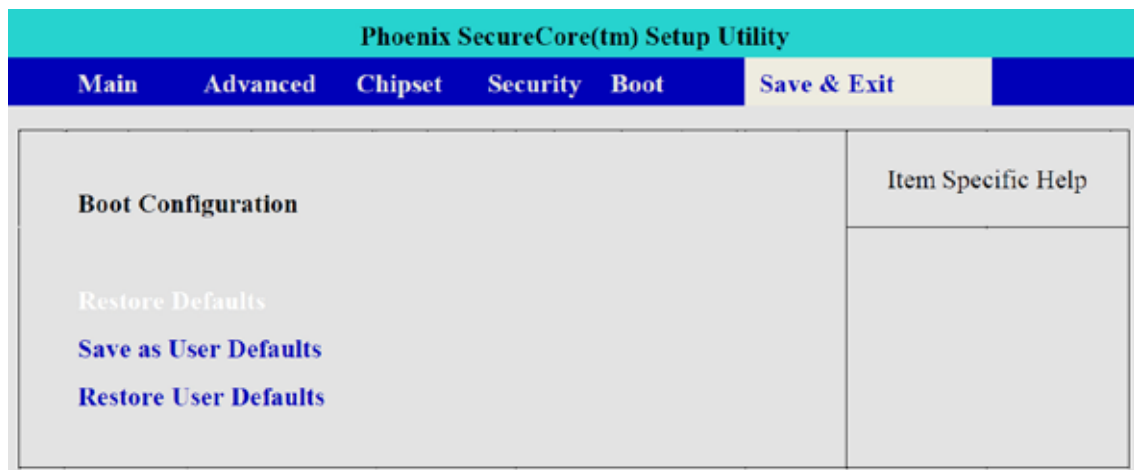 Phoenix SecureCore(tm) Setup Utility
Main Advanced Chipset Security Boot Save & Exit
Boot Configuration
Item Specific Help
Restore Defaults
Save as User Defaults
Restore User Defaults